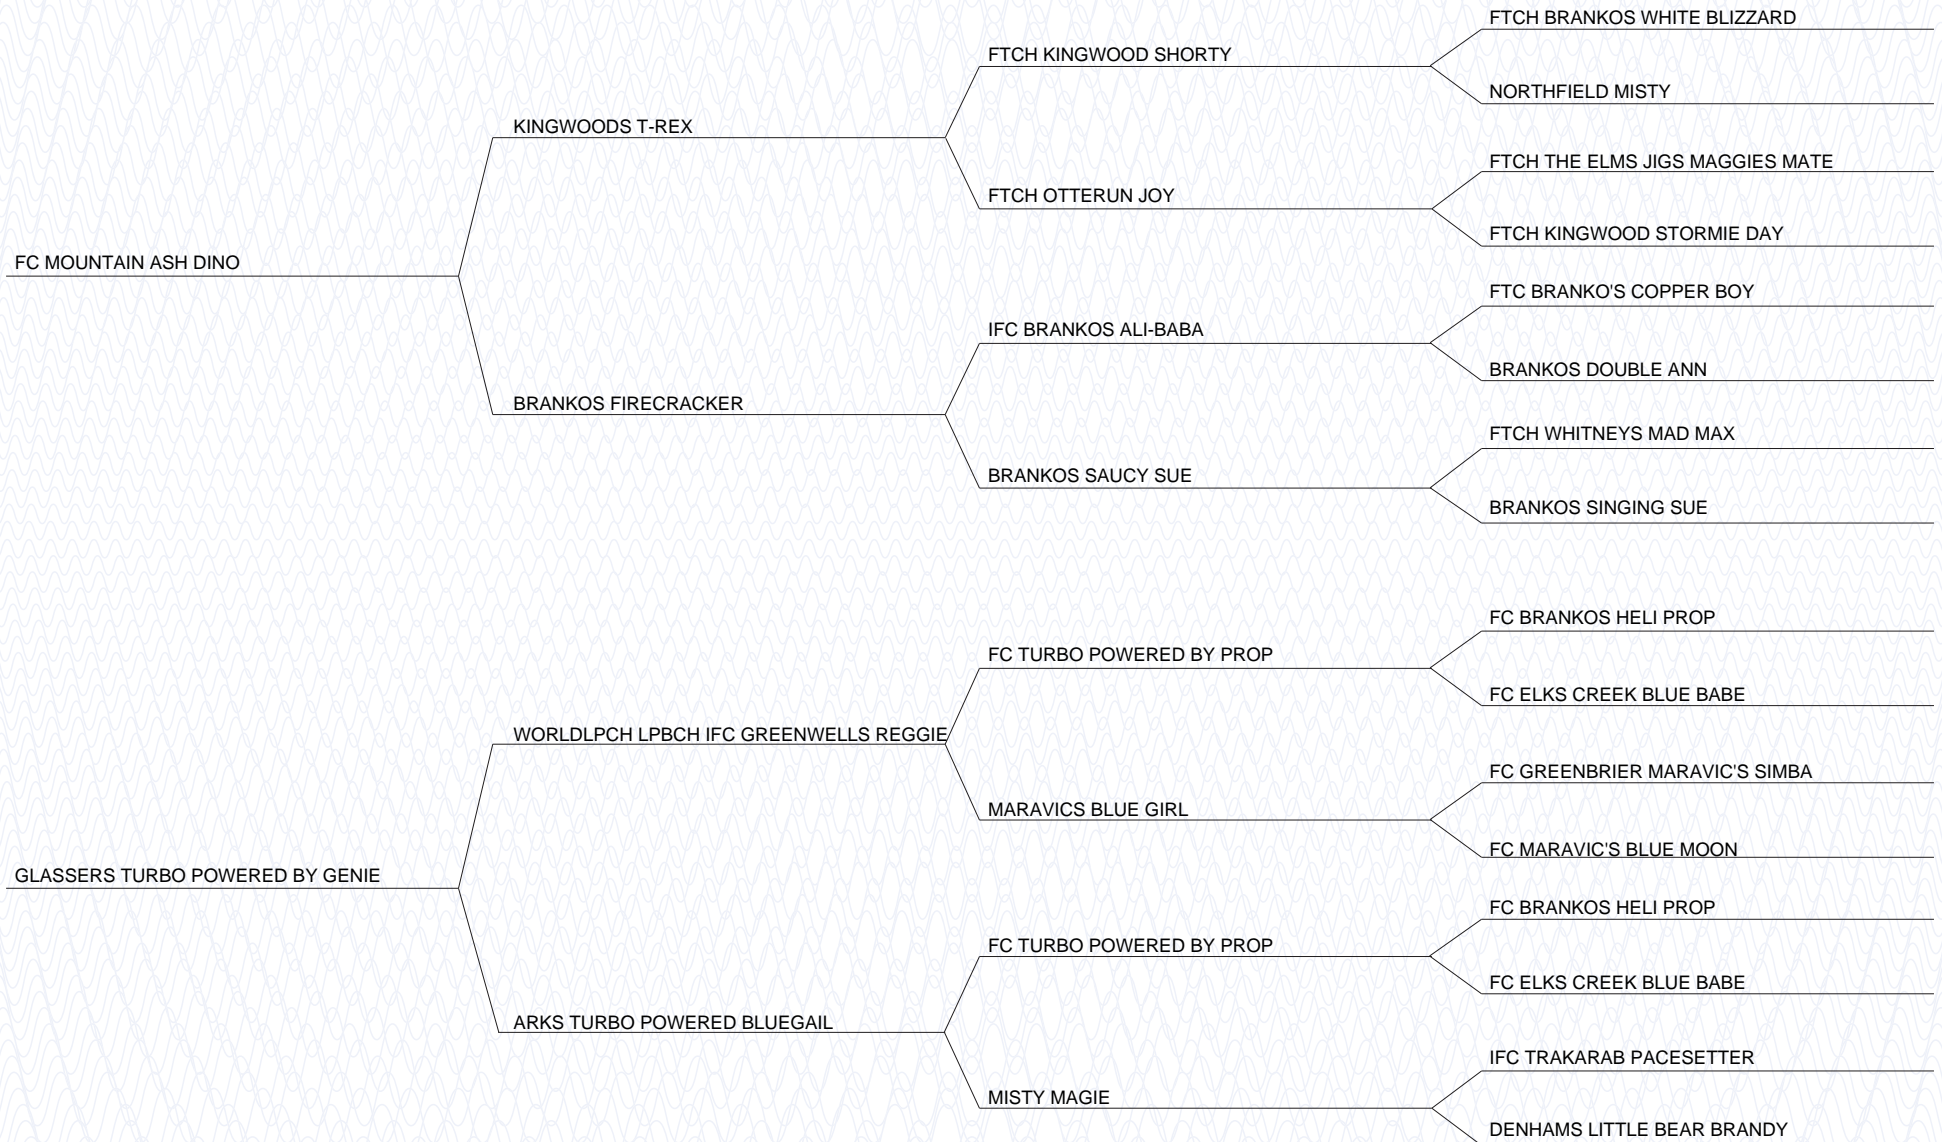 FTCH BRANKOS WHITE BLIZZARD
FTCH KINGWOOD SHORTY
NORTHFIELD MISTY
KINGWOODS T-REX
FTCH THE ELMS JIGS MAGGIES MATE
FTCH OTTERUN JOY
FTCH KINGWOOD STORMIE DAY
FC MOUNTAIN ASH DINO
FTC BRANKO'S COPPER BOY
IFC BRANKOS ALI-BABA
BRANKOS DOUBLE ANN
BRANKOS FIRECRACKER
FTCH WHITNEYS MAD MAX
BRANKOS SAUCY SUE
BRANKOS SINGING SUE
FC BRANKOS HELI PROP
FC TURBO POWERED BY PROP
FC ELKS CREEK BLUE BABE
WORLDLPCH LPBCH IFC GREENWELLS REGGIE
FC GREENBRIER MARAVIC'S SIMBA
MARAVICS BLUE GIRL
FC MARAVIC'S BLUE MOON
GLASSERS TURBO POWERED BY GENIE
FC BRANKOS HELI PROP
FC TURBO POWERED BY PROP
FC ELKS CREEK BLUE BABE
ARKS TURBO POWERED BLUEGAIL
IFC TRAKARAB PACESETTER
MISTY MAGIE
DENHAMS LITTLE BEAR BRANDY